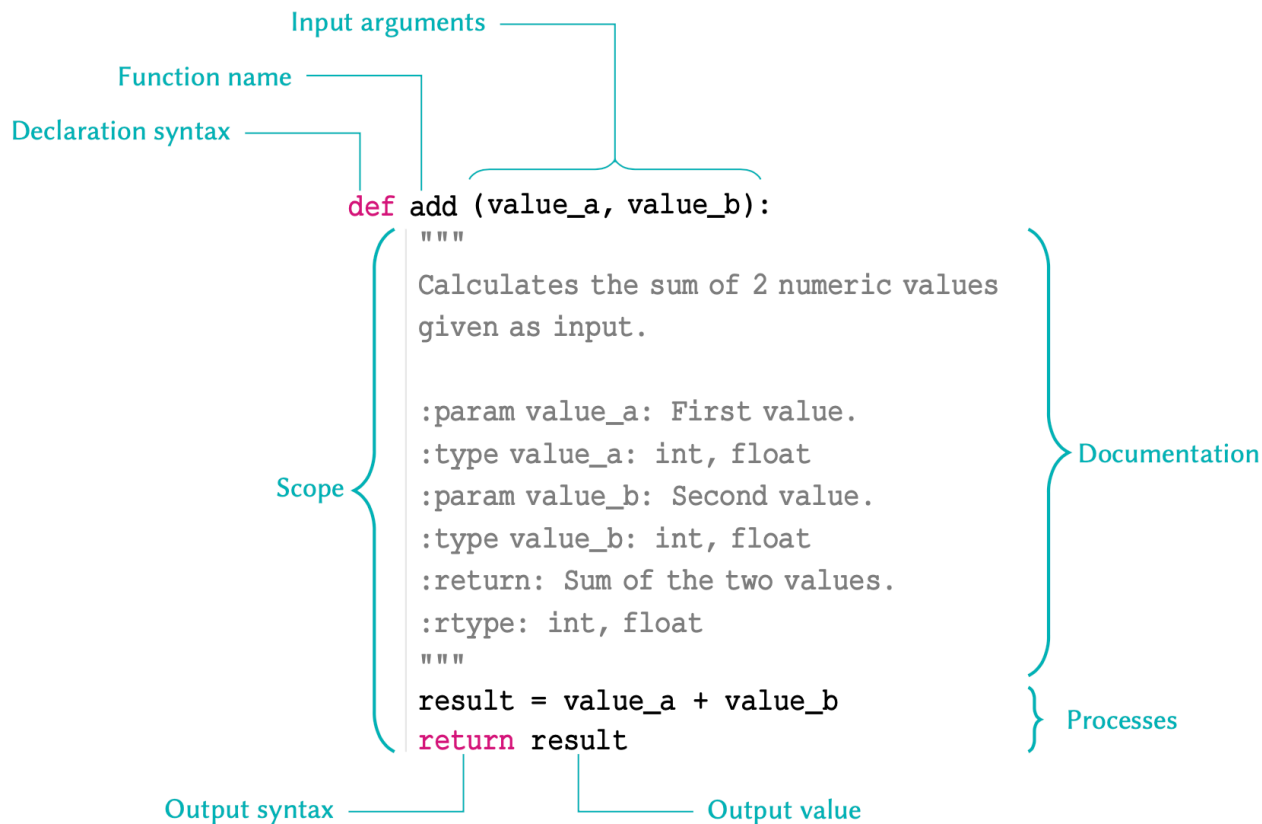 Input arguments
Function name
Declaration syntax
def add (value_a, value_b):
"""
Calculates the sum of 2 numeric values
given as input.
:param value_a: First value.
:type value_a: int, float
Documentation
Scope
:param value_b: Second value.
:type value_b: int, float
:return: Sum of the two values.
:rtype: int, float
"""
result = value_a + value_b
Processes
return result
Output syntax
Output value